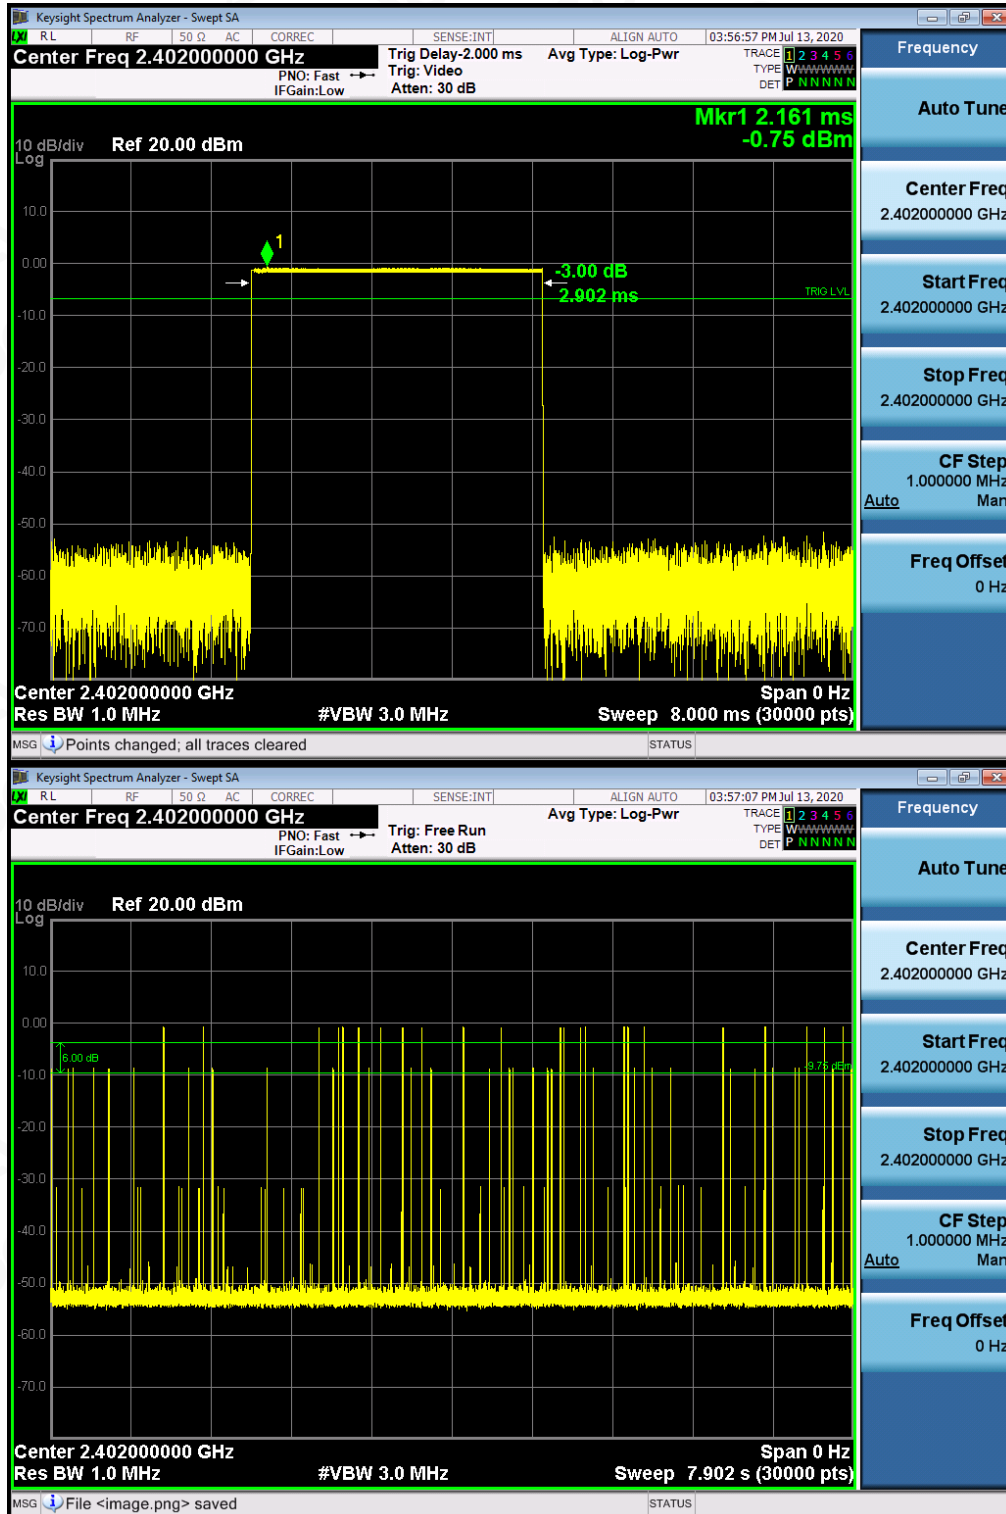 Keysight Spectrum Analyzer - Swept SA
LXI RL RF 50 Ω AC CORREC SENSE:INT ALIGN AUTO 03:56:57 PM Jul 13, 2020
Center Freq 2.402000000 GHz Trig Delay-2.000 ms Avg Type: Log-Pwr TRACE 1 2 3 4 5 6
PNO: Fast Trig: Video TYPE WWWWWW
IFGain:Low Atten: 30 dB DET P N N N N N
Mkr1 2.161 ms
-0.75 dBm
10 dB/div Ref 20.00 dBm
Log
10.0
1
0.00
-3.00 dB
2.902 ms
TRIG LVL
-10.0
-20.0
-30.0
-40.0
-50.0
-60.0
-70.0
Center 2.402000000 GHz Span 0 Hz
Res BW 1.0 MHz #VBW 3.0 MHz Sweep 8.000 ms (30000 pts)
MSG Points changed; all traces cleared STATUS
Frequency
Auto Tune
Center Freq
2.402000000 GHz
Start Freq
2.402000000 GHz
Stop Freq
2.402000000 GHz
CF Step
1.000000 MHz
Auto Man
Freq Offset
0 Hz
Keysight Spectrum Analyzer - Swept SA
LXI RL RF 50 Ω AC CORREC SENSE:INT ALIGN AUTO 03:57:07 PM Jul 13, 2020
Center Freq 2.402000000 GHz Avg Type: Log-Pwr TRACE 1 2 3 4 5 6
PNO: Fast Trig: Free Run TYPE WWWWWW
IFGain:Low Atten: 30 dB DET P N N N N N
10 dB/div Ref 20.00 dBm
Log
10.0
0.00
6.00 dB
-9.75 dBm
-10.0
-20.0
-30.0
-40.0
-50.0
-60.0
-70.0
Center 2.402000000 GHz Span 0 Hz
Res BW 1.0 MHz #VBW 3.0 MHz Sweep 7.902 s (30000 pts)
MSG File <image.png> saved STATUS
Frequency
Auto Tune
Center Freq
2.402000000 GHz
Start Freq
2.402000000 GHz
Stop Freq
2.402000000 GHz
CF Step
1.000000 MHz
Auto Man
Freq Offset
0 Hz